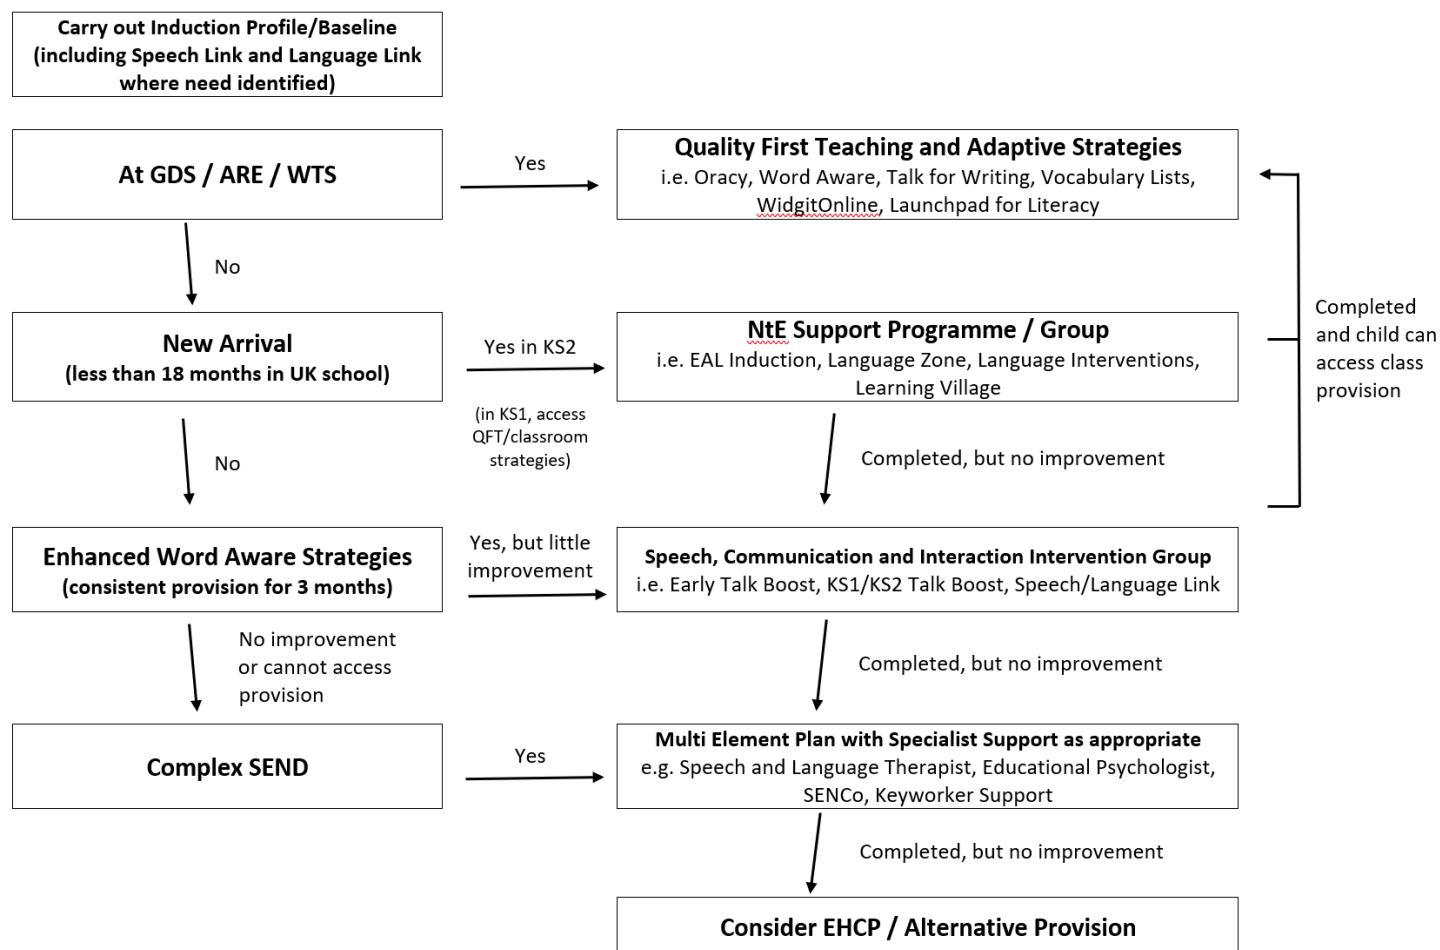 Carry out Induction Profile/Baseline
(including Speech Link and Language Link
where need identified)
At GDS / ARE / WTS
Yes
Quality First Teaching and Adaptive Strategies
i.e. Oracy, Word Aware, Talk for Writing, Vocabulary Lists,
WidgitOnline, Launchpad for Literacy
No
New Arrival
(less than 18 months in UK school)
Yes in KS2
(in KS1, access
QFT/classroom
strategies)
NtE Support Programme / Group
i.e. EAL Induction, Language Zone, Language Interventions,
Learning Village
Completed
and child can
access class
provision
No
Completed, but no improvement
Enhanced Word Aware Strategies
(consistent provision for 3 months)
Yes, but little
improvement
Speech, Communication and Interaction Intervention Group
i.e. Early Talk Boost, KS1/KS2 Talk Boost, Speech/Language Link
No improvement
or cannot access
provision
Completed, but no improvement
Complex SEND
Yes
Multi Element Plan with Specialist Support as appropriate
e.g. Speech and Language Therapist, Educational Psychologist,
SENCo, Keyworker Support
Completed, but no improvement
Consider EHCP / Alternative Provision